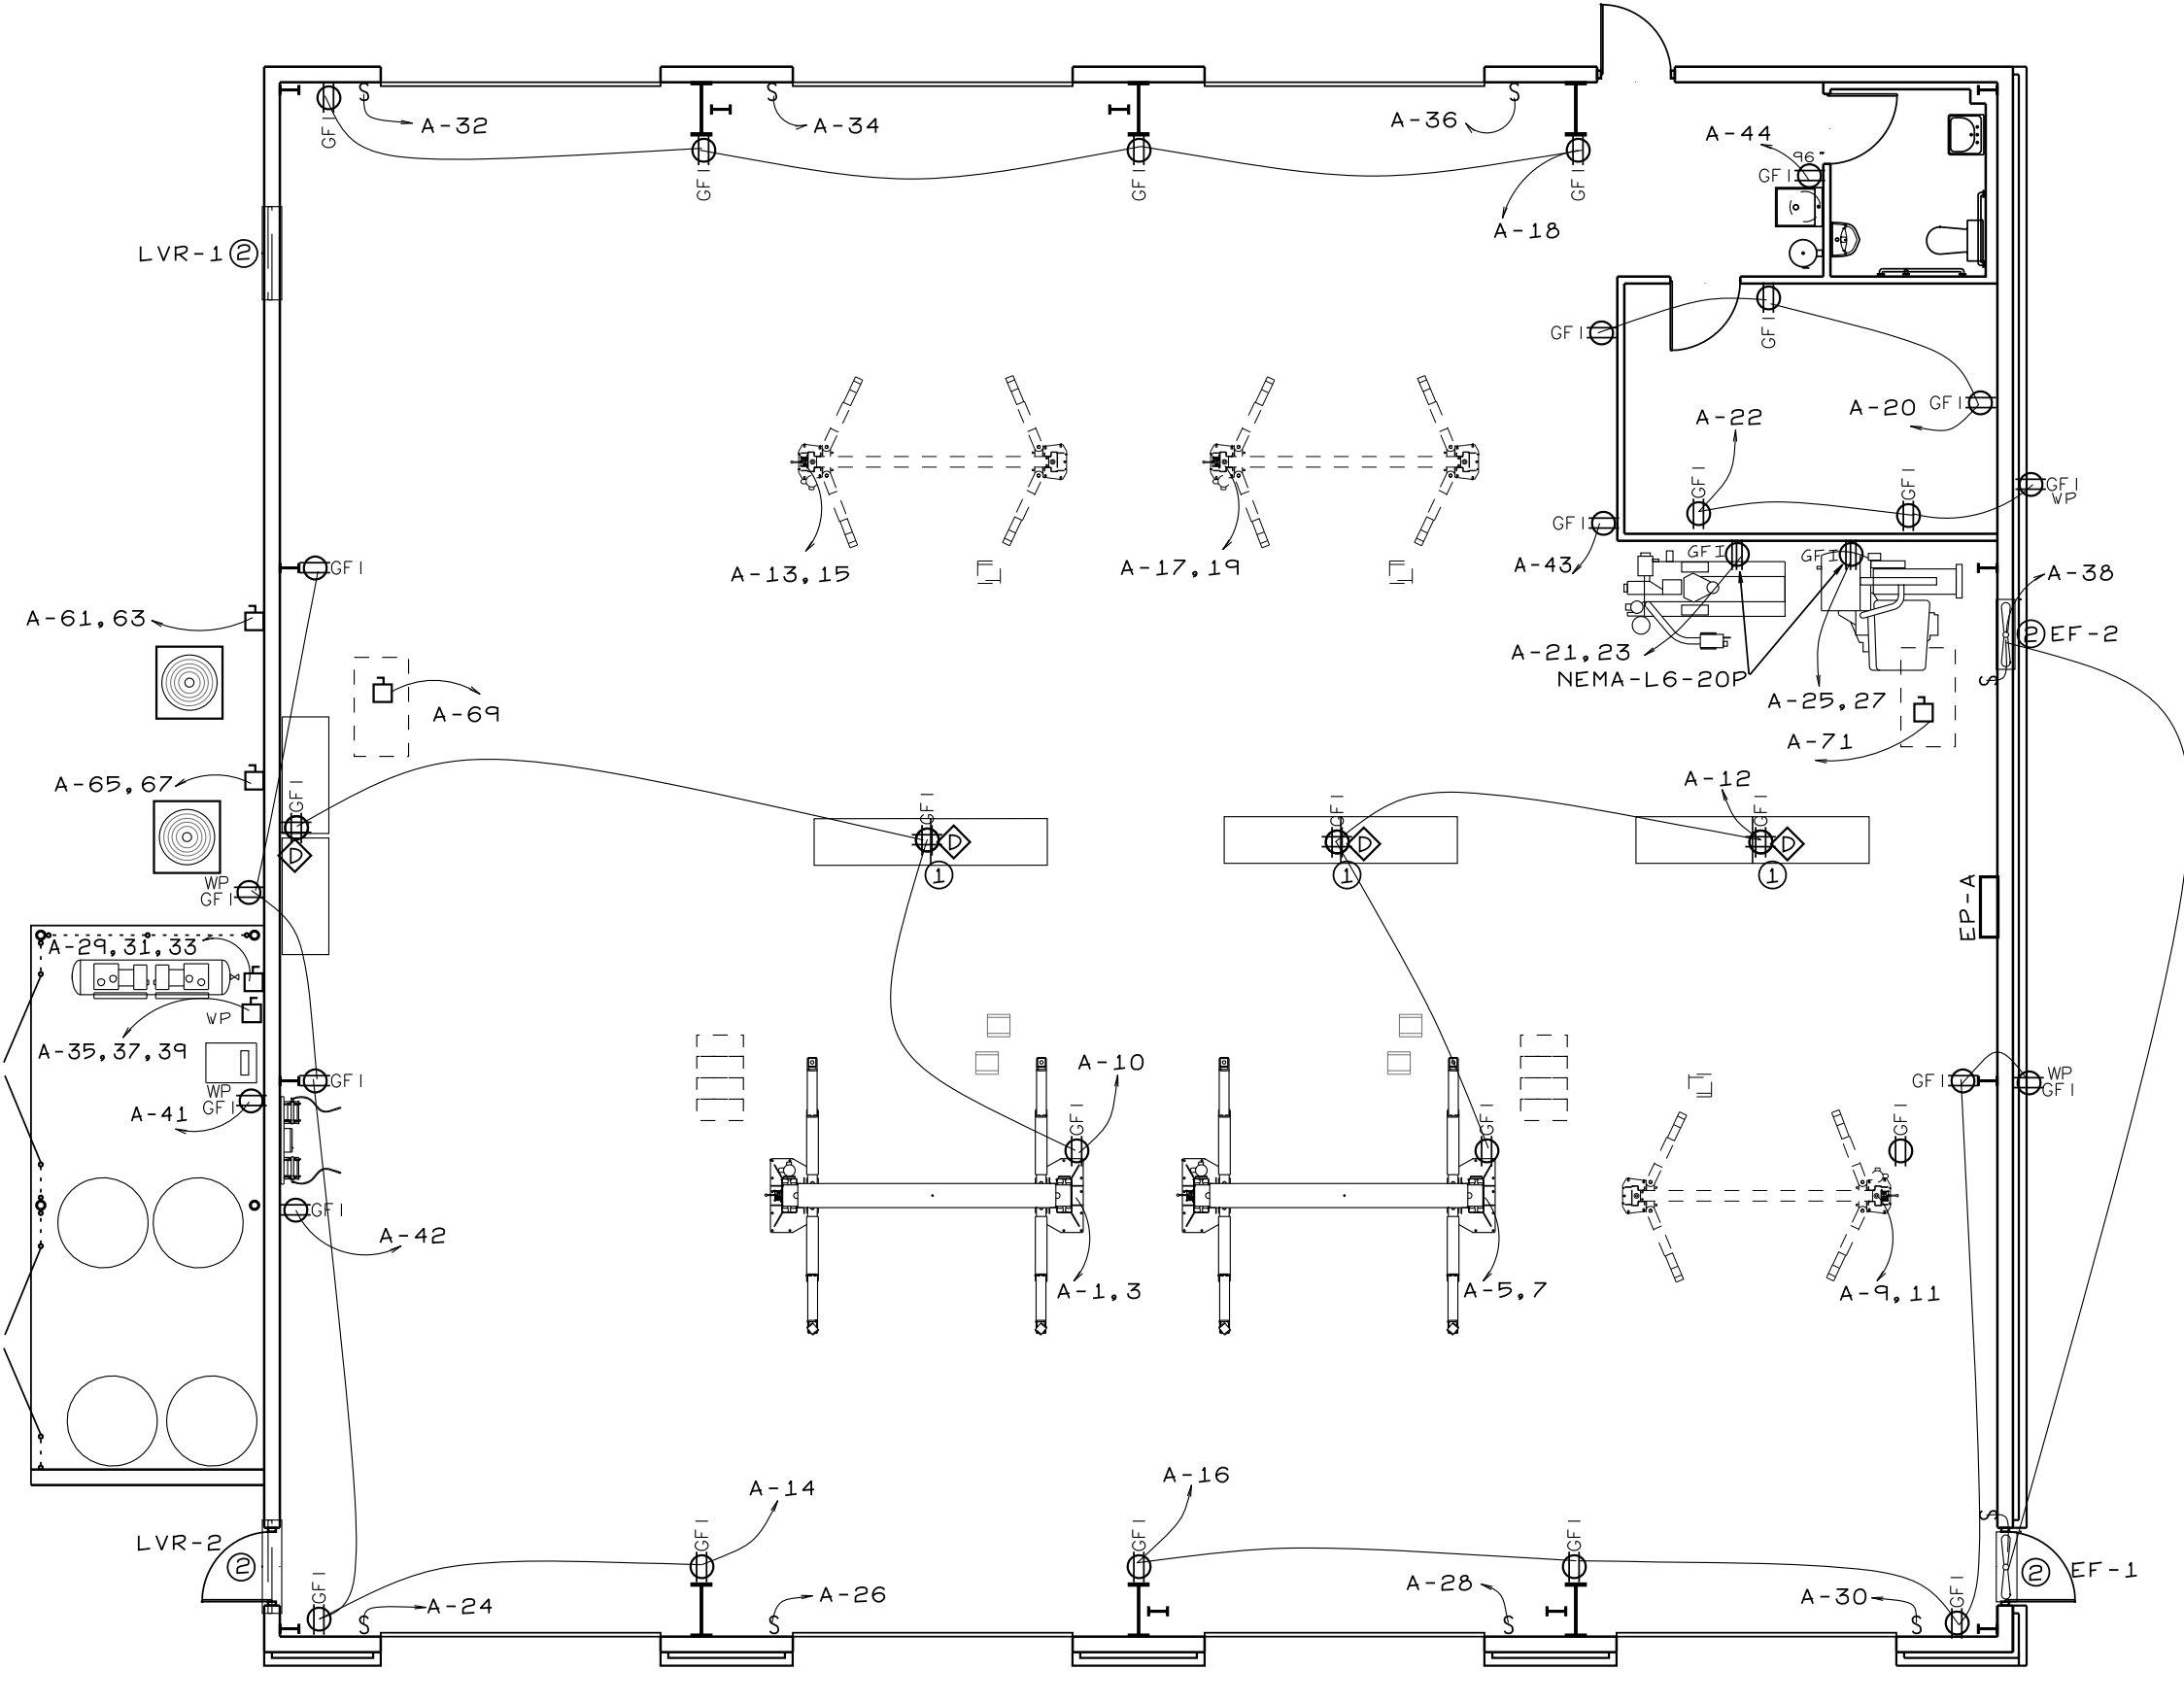 GFI
S
A-32
S
A-34
A-36
S
A-44
96"
GFI
GFI
GFI
GFI
GFI
A-18
LVR-1 2
GFI
GFI
A-22
A-20 GFI
GFI
GFI
GFI
WP
GFI
A-43
GFI
GFI
A-38
GFI
A-13,15
A-17,19
A-61,63
2 EF-2
A-21,23
NEMA-L6-20P
S
A-25,27
A-69
A-71
A-65,67
A-12
GFI
GFI
GFI
GFI
D
D
D
D
1
1
1
WP
GFI
EP-A
A-29,31,33
WP
A-35,37,39
A-10
WP
GFI
GFI
GFI
WP
GFI
A-41
GFI
GFI
GFI
GFI
A-42
A-1,3
A-5,7
A-9,11
A-14
A-16
S
LVR-2
2
GFI
GFI
GFI
2
EF-1
GFI
S
A-24
S
A-26
A-28
S
A-30
S
GFI